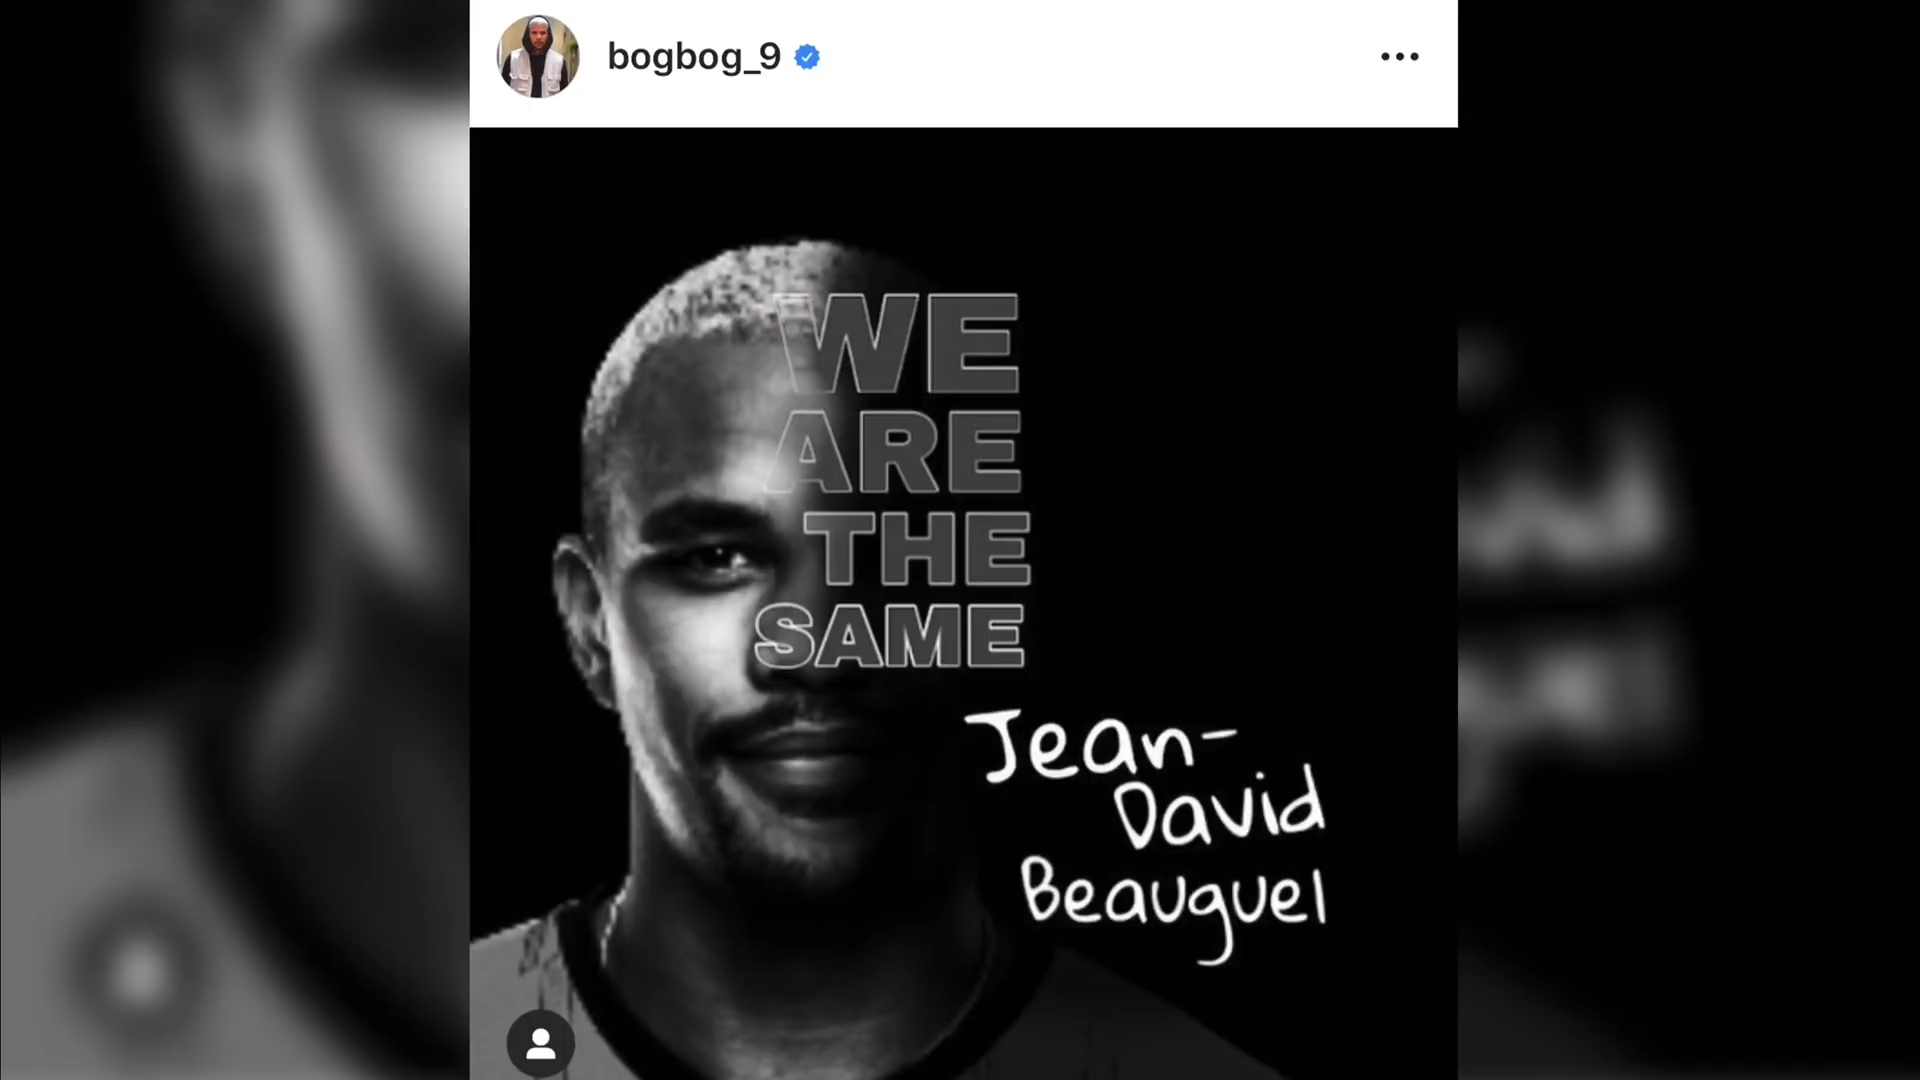 bogbog_9
WE
ARE
THE
SAME
Jean-
David
Beauguel